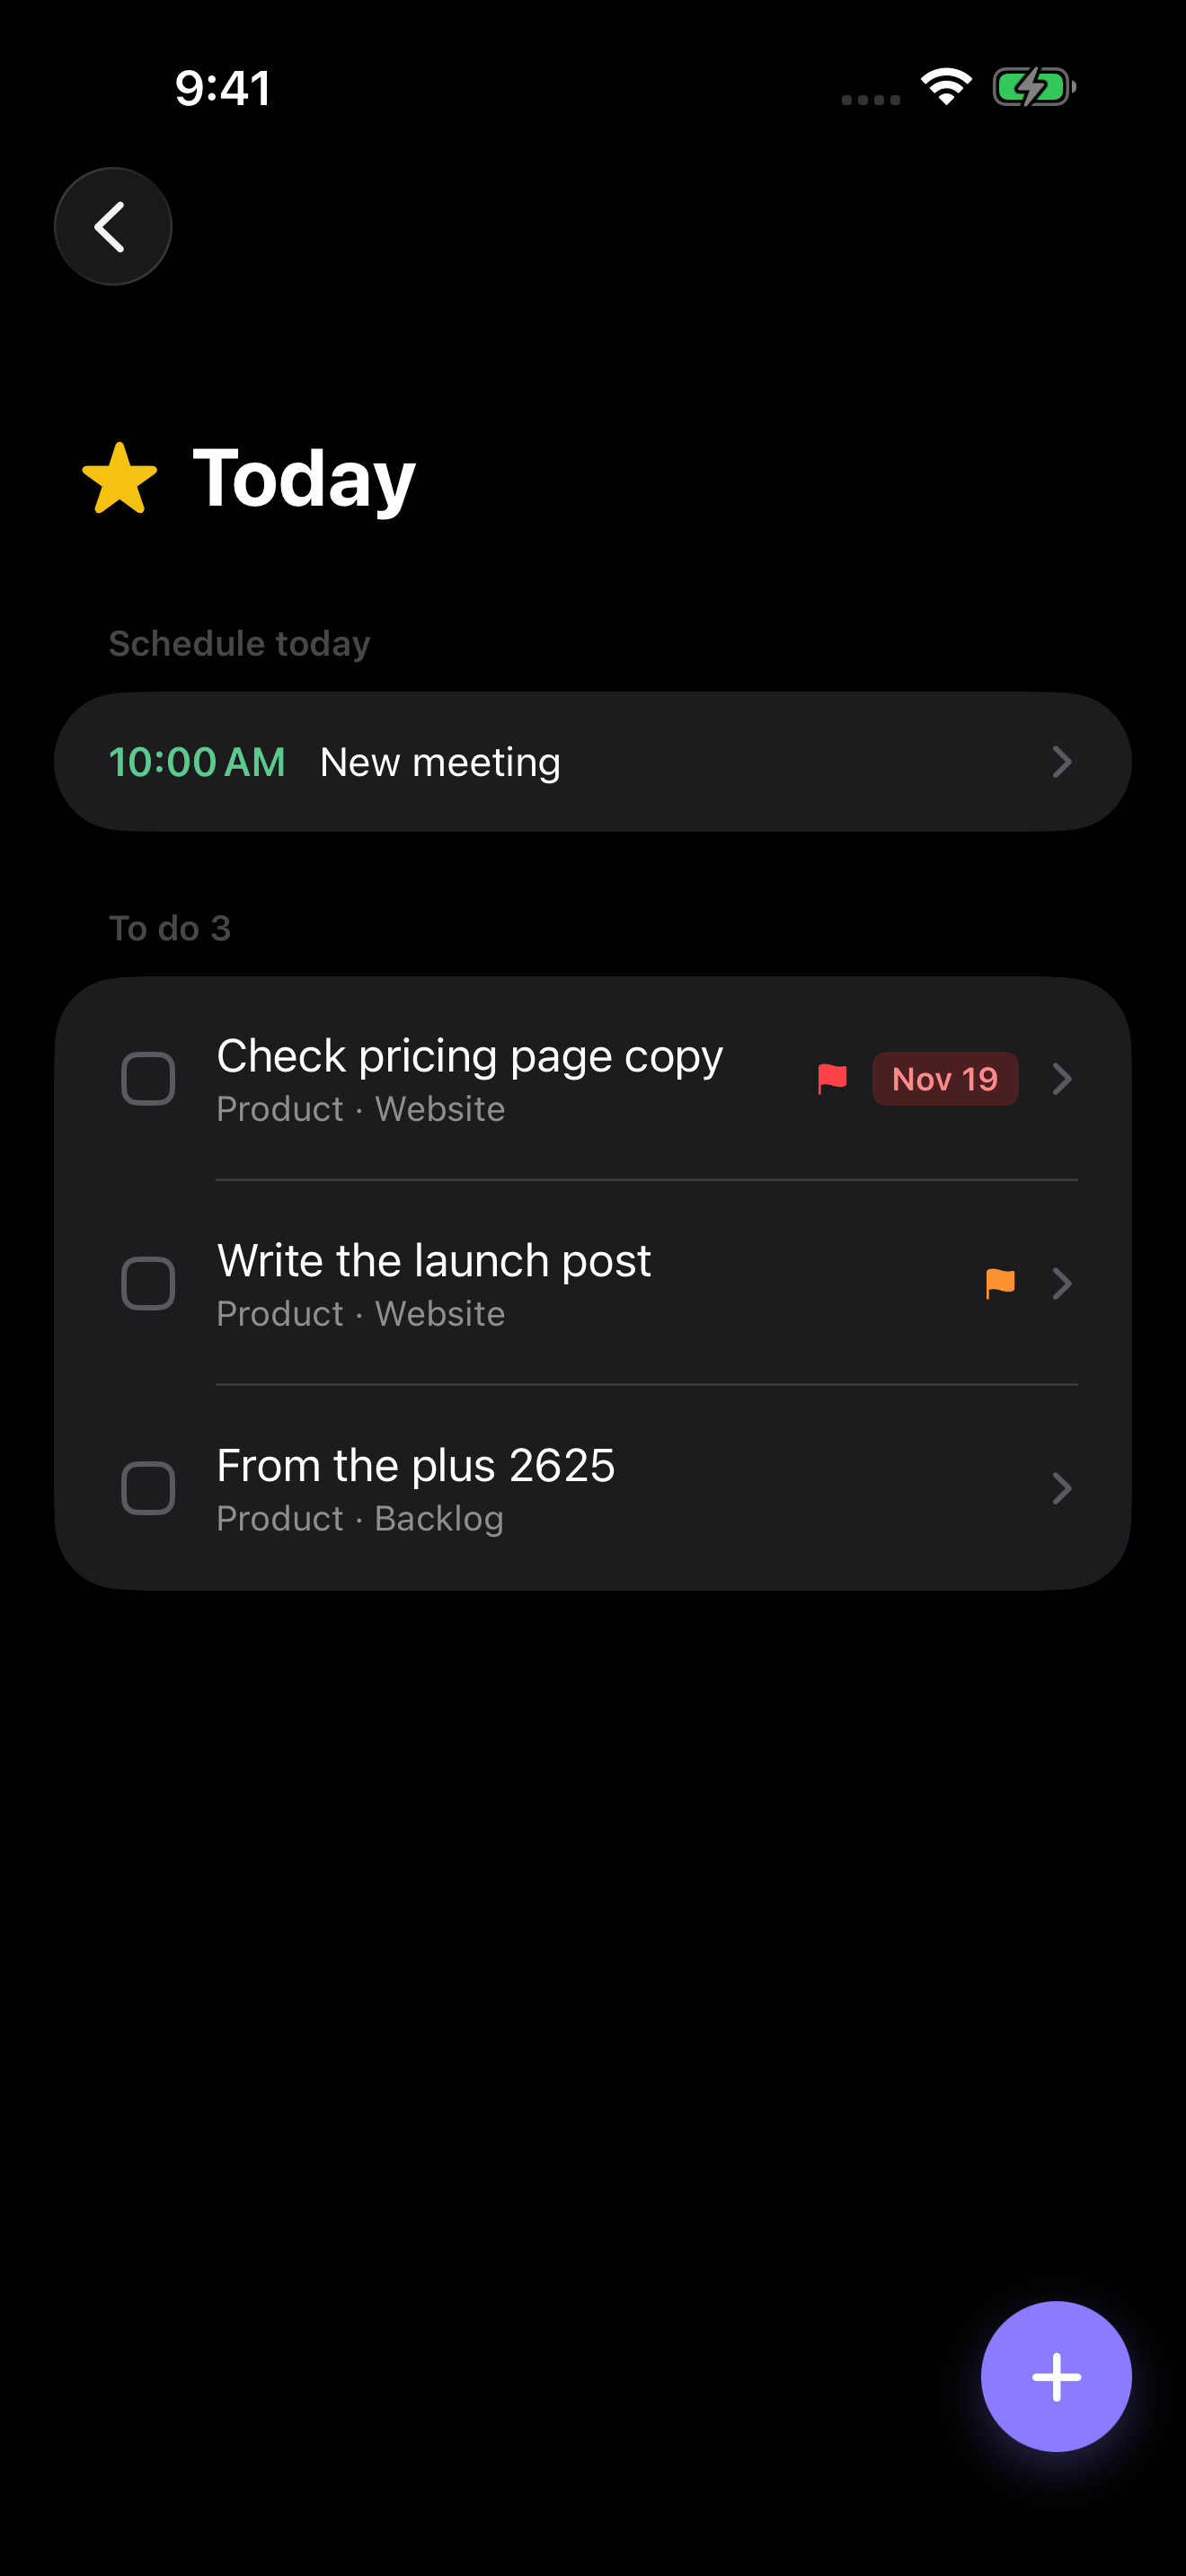 9:41
Today
Schedule today
10:00 AM New meeting
To do 3
Check pricing page copy
Nov 19
Product · Website
Write the launch post
Product · Website
From the plus 2625
Product · Backlog